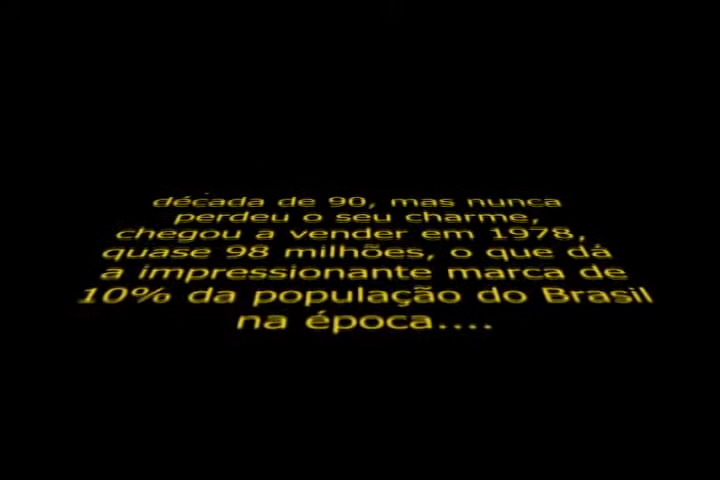 década de 90, mas nunca
perdeu o seu charme,
chegou a vender em 1978,
quase 98 milhões, o que dá
a impressionante marca de
10% da população do Brasil
na época....